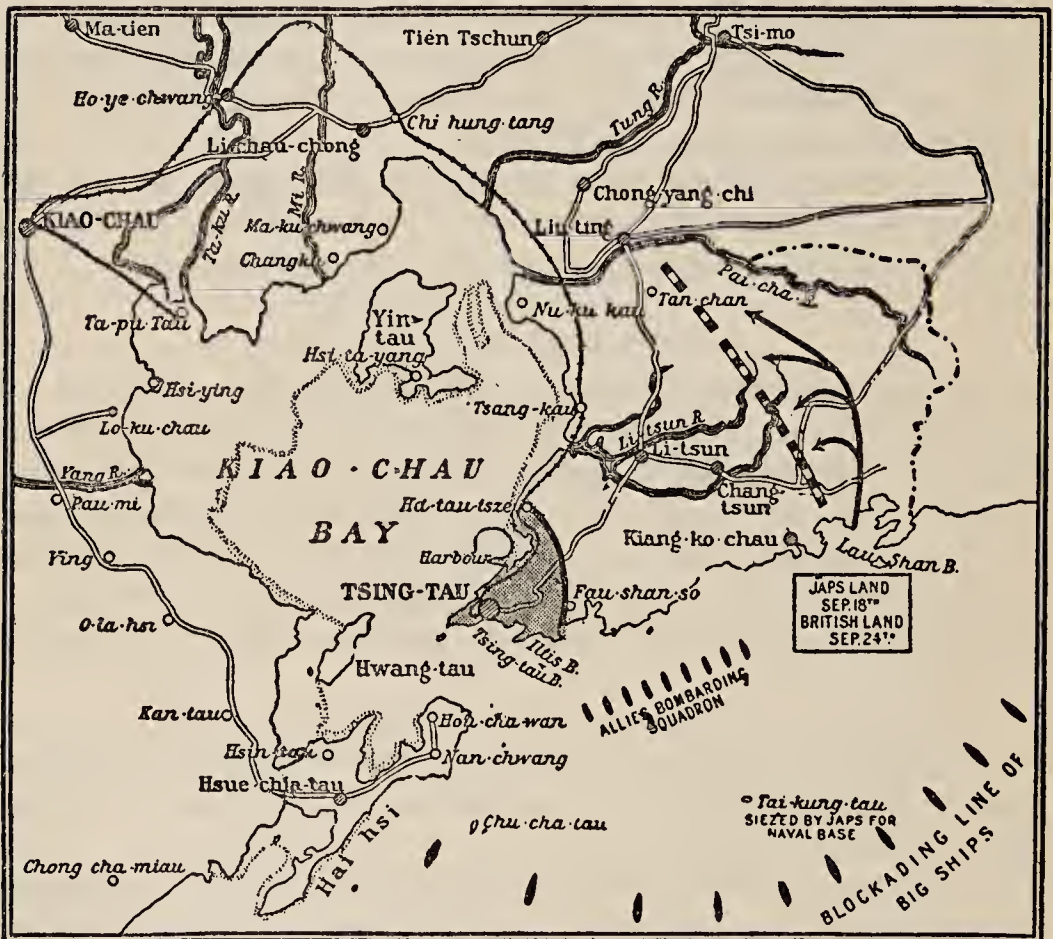 Ma-tien
Tién Tschun
Tsi-mo
Ho-ye-chwang
Chi hung-tang
Tung R.
Li-chau-chong
Chong-yang-chi
KIAO-CHAU
Ta-ku R.
Mi R.
Ma-ku-chwang
Liu-ting
Changku
Pai-cha-R.
Ta-pu Tau
Yin-
tau
Nu-ku kau
Tan-chan
Hsi-ta-yang
Hsi-ying
Lo-ku-chau
Tsang-kau
Li-tsun R
Li-tsun
Yang R.
Pau-mi
KIAO-CHAU
BAY
Chang-
tsun
Ha-tau-tsze
Kiang-ko-chau
Lau-Shan B.
Ying
Harbour
TSING-TAU
Fau-shan-so
JAPS LAND
SEP. 18TH
BRITISH LAND
SEP. 24TH
O-la-hsi
Tsing-tau B.
Iltis B.
Hwang-tau
ALLIES BOMBARDING
SQUADRON
Kan-tau
Hou-cha-wan
Hsin-tau
Nan-chwang
Hsue chia-tau
Tai-kung-tau
SIEZED BY JAPS FOR
NAVAL BASE
Chu-cha-tau
Hai hsi
Chong cha-miau
BLOCKADING LINE OF
BIG SHIPS